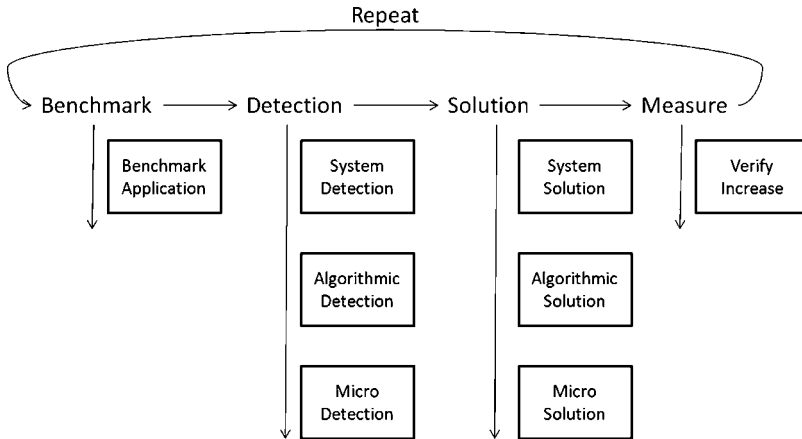 Repeat
Benchmark
Detection
Solution
Measure
Benchmark
Application
System
Detection
System
Solution
Verify
Increase
Algorithmic
Detection
Algorithmic
Solution
Micro
Detection
Micro
Solution